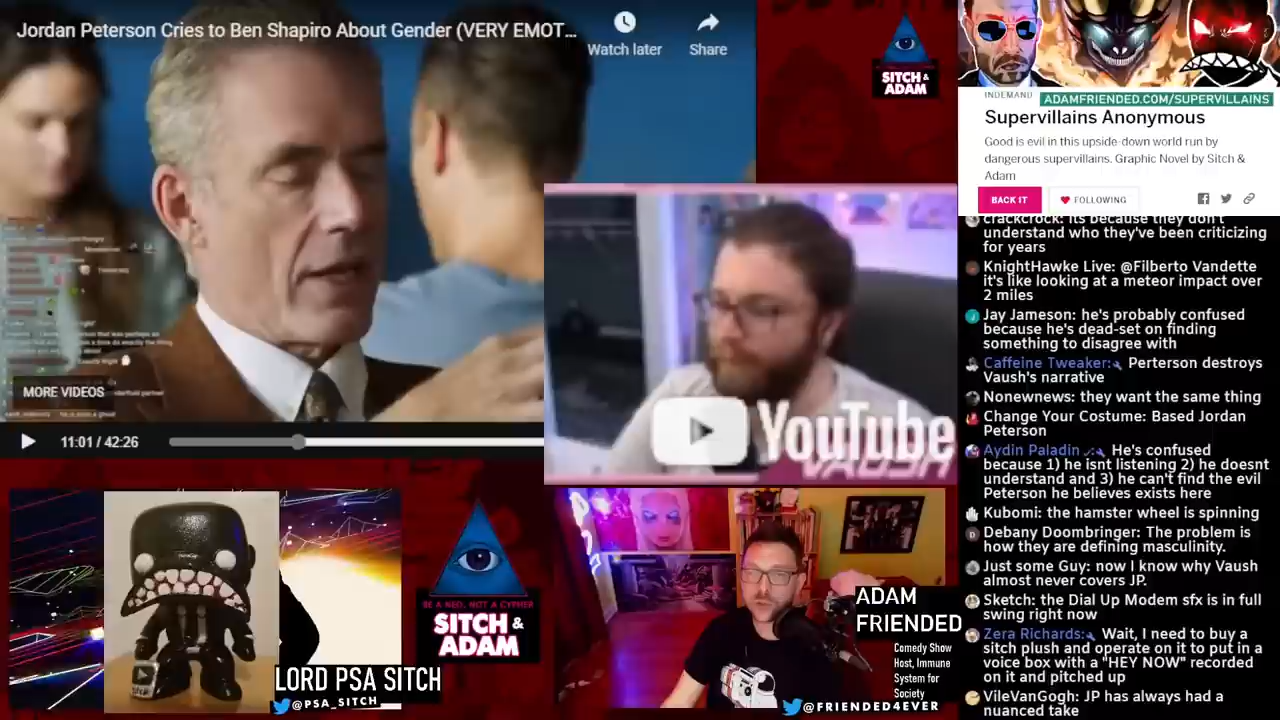 Jordan Peterson Cries to Ben Shapiro About Gender (VERY EMOT…
Watch later
Share
MORE VIDEOS
11:01 / 42:26
SITCH &
ADAM
YouTube
VAUSH
INDEMAND
ADAMFRIENDED.COM/SUPERVILLAINS
Supervillains Anonymous
Good is evil in this upside-down world run by
dangerous supervillains. Graphic Novel by Sitch &
Adam
BACK IT
FOLLOWING
crackcrock: its because they don't
understand who they've been criticizing
for years
KnightHawke Live: @Filberto Vandette
it's like looking at a meteor impact over
2 miles
Jay Jameson: he's probably confused
because he's dead-set on finding
something to disagree with
Caffeine Tweaker: Perterson destroys
Vaush's narrative
Nonewnews: they want the same thing
Change Your Costume: Based Jordan
Peterson
Aydin Paladin: He's confused
because 1) he isnt listening 2) he doesnt
understand and 3) he can't find the evil
Peterson he believes exists here
Kubomi: the hamster wheel is spinning
Debany Doombringer: The problem is
how they are defining masculinity.
Just some Guy: now I know why Vaush
almost never covers JP.
Sketch: the Dial Up Modem sfx is in full
swing right now
Zera Richards: Wait, I need to buy a
sitch plush and operate on it to put in a
voice box with a "HEY NOW" recorded
on it and pitched up
VileVanGogh: JP has always had a
nuanced take
BE A NEO, NOT A CYPHER
SITCH &
ADAM
LORD PSA SITCH
@PSA_SITCH
ADAM
FRIENDED
Comedy Show
Host, Immune
System for
Society
@FRIENDED4EVER